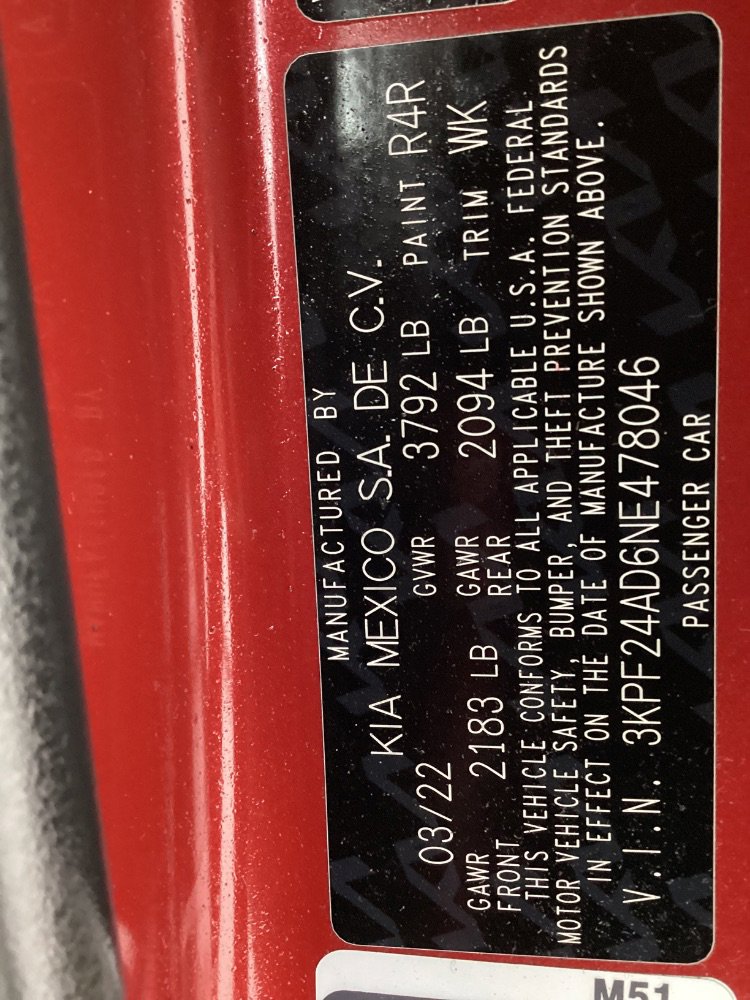 MANUFACTURED BY
KIA MEXICO S.A. DE C.V.
03/22 GVWR 3792 LB PAINT R4R
GAWR FRONT 2183 LB GAWR REAR 2094 LB TRIM WK
THIS VEHICLE CONFORMS TO ALL APPLICABLE U.S.A. FEDERAL
MOTOR VEHICLE SAFETY, BUMPER, AND THEFT PREVENTION STANDARDS
IN EFFECT ON THE DATE OF MANUFACTURE SHOWN ABOVE.
V.I.N. 3KPF24AD6NE478046
PASSENGER CAR
M51